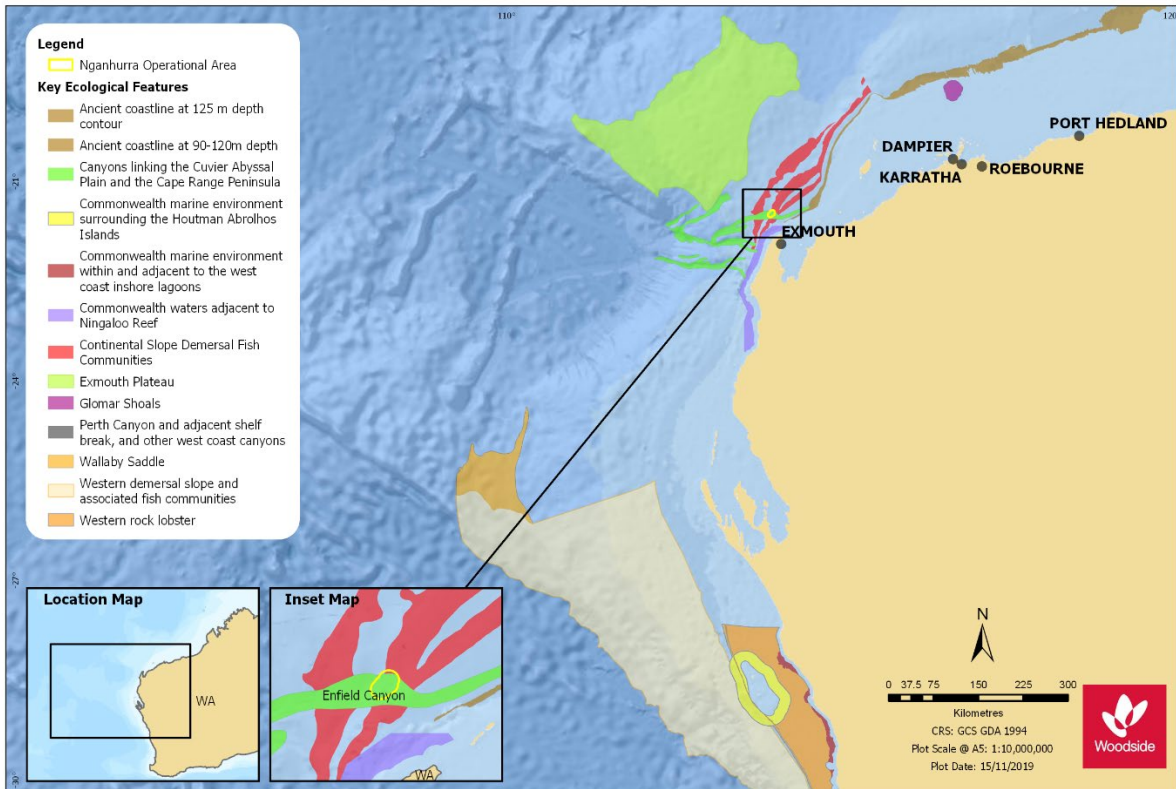 110°
120
-21°
-24°
-27°
-30°
Legend
Nganhurra Operational Area
Key Ecological Features
Ancient coastline at 125 m depth
contour
Ancient coastline at 90-120m depth
Canyons linking the Cuvier Abyssal
Plain and the Cape Range Peninsula
Commonwealth marine environment
surrounding the Houtman Abrolhos
Islands
Commonwealth marine environment
within and adjacent to the west
coast inshore lagoons
Commonwealth waters adjacent to
Ningaloo Reef
Continental Slope Demersal Fish
Communities
Exmouth Plateau
Glomar Shoals
Perth Canyon and adjacent shelf
break, and other west coast canyons
Wallaby Saddle
Western demersal slope and
associated fish communities
Western rock lobster
PORT HEDLAND
DAMPIER
KARRATHA
ROEBOURNE
EXMOUTH
Location Map
WA
Inset Map
Enfield Canyon
WA
N
0 37.5 75 150 225 300
Kilometres
CRS: GCS GDA 1994
Plot Scale @ A5: 1:10,000,000
Plot Date: 15/11/2019
Woodside